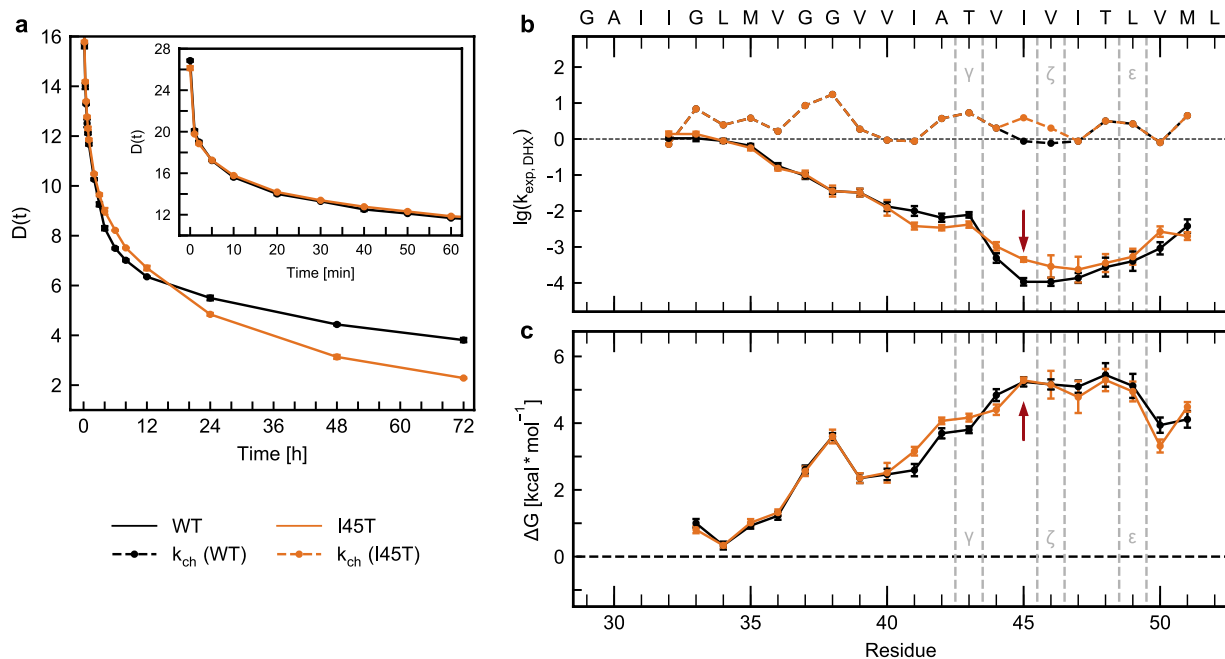 a
16
14
12
10
8
6
4
2
D(t)
0 12 24 36 48 60 72
Time [h]
28
24
20
16
12
D(t)
0 10 20 30 40 50 60
Time [min]
WT
I45T
k_ch (WT)
k_ch (I45T)
b
G A I I G L M V G G V V I A T V I V I T L V M L
2
1
0
-1
-2
-3
-4
lg(k_exp, DHX)
γ ζ ε
c
6
4
2
0
ΔG [kcal * mol⁻¹]
γ ζ ε
30 35 40 45 50
Residue